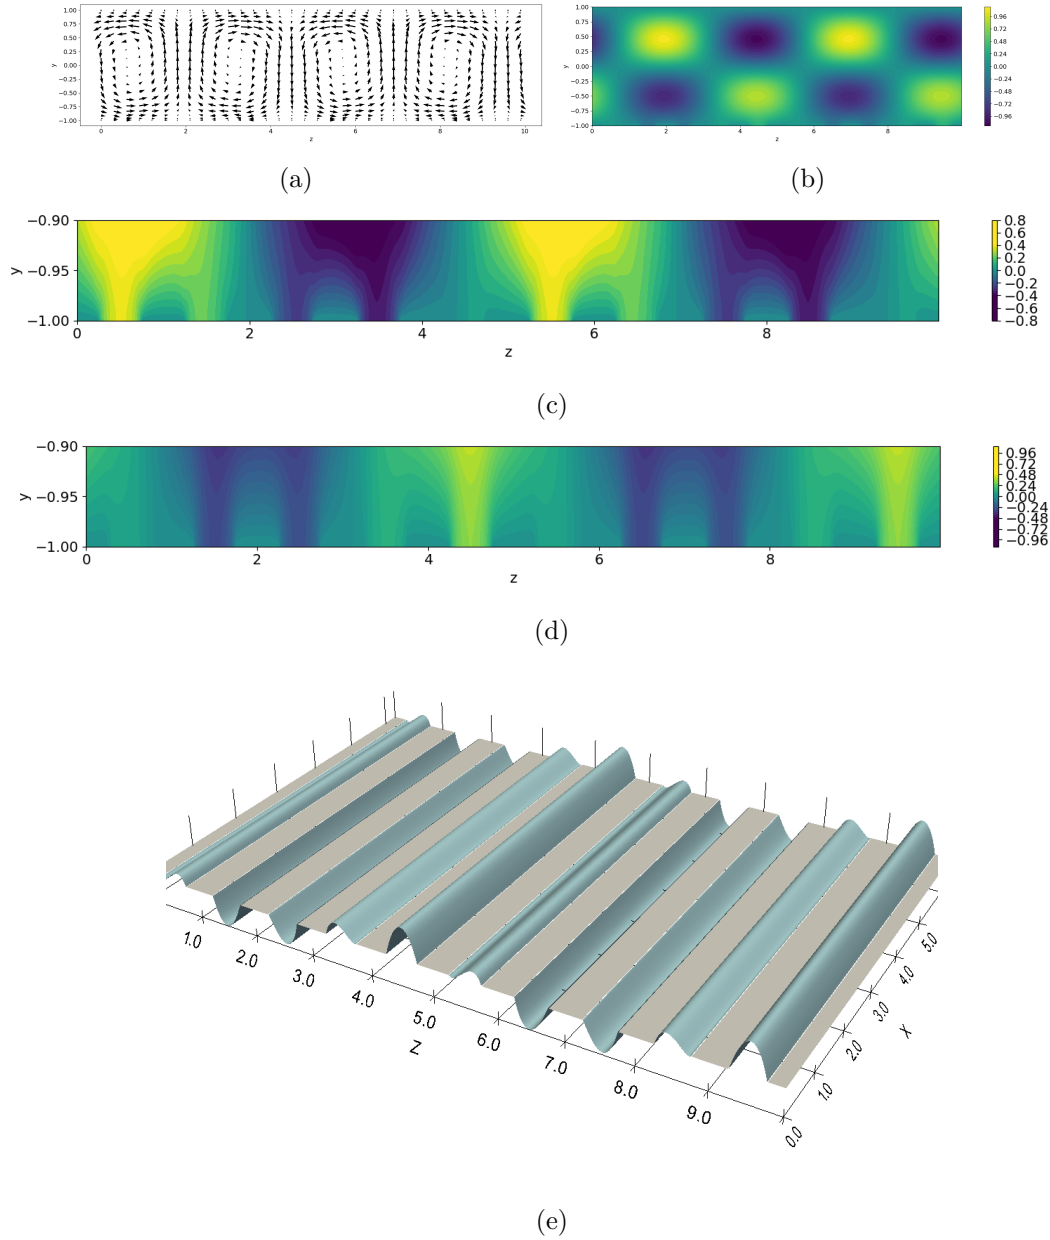 1.00
0.75
0.50
0.25
0.00
−0.25
−0.50
−0.75
−1.00
y
0 2 4 6 8 10
z
(a)
1.00
0.75
0.50
0.25
0.00
−0.25
−0.50
−0.75
−1.00
y
0 2 4 6 8
z
0.96
0.72
0.48
0.24
0.00
−0.24
−0.48
−0.72
−0.96
(b)
−0.90
−0.95
−1.00
y
0 2 4 6 8
z
0.8
0.6
0.4
0.2
0.0
−0.2
−0.4
−0.6
−0.8
(c)
−0.90
−0.95
−1.00
y
0 2 4 6 8
z
0.96
0.72
0.48
0.24
0.00
−0.24
−0.48
−0.72
−0.96
(d)
1.0 2.0 3.0 4.0 5.0 6.0 7.0 8.0 9.0
Z
0.0 1.0 2.0 3.0 4.0 5.0
X
(e)